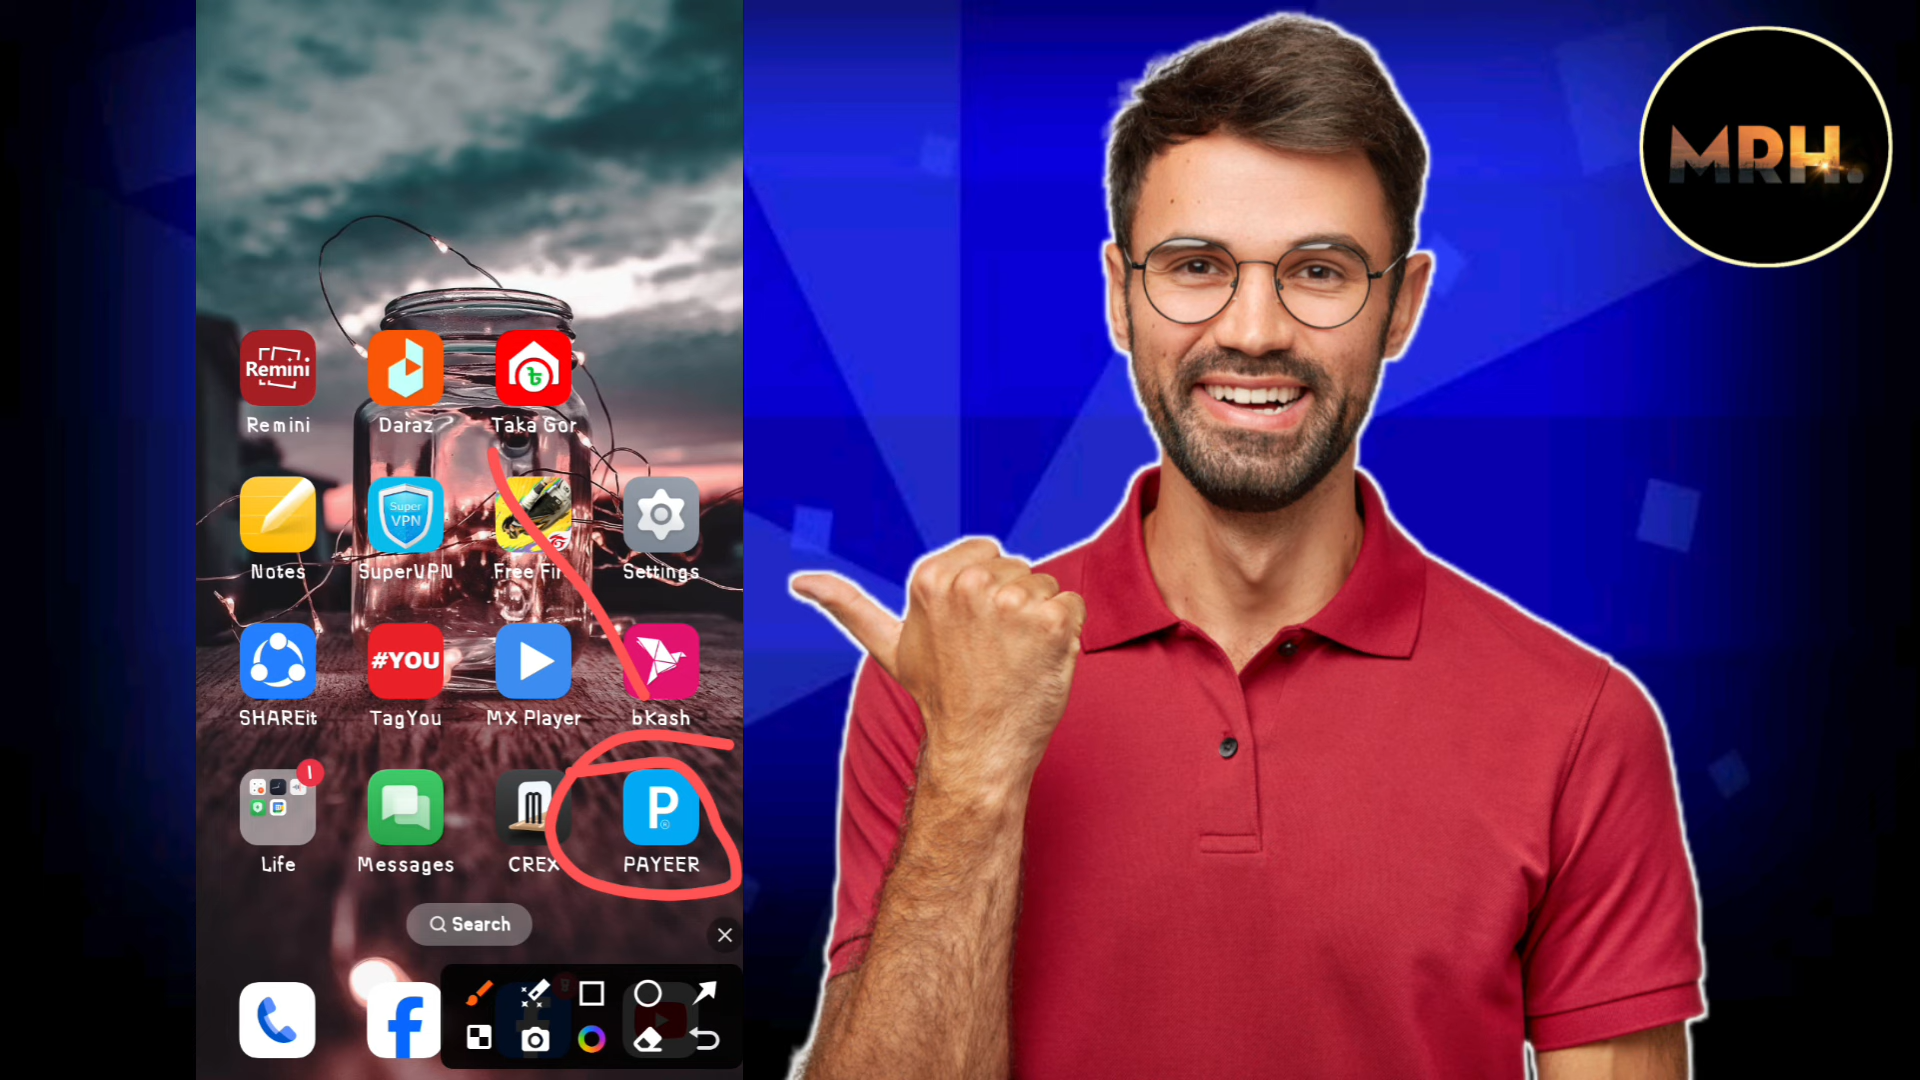 MRH.
Remini
Remini
Daraz
Taka Gor
Super
VPN
Notes
SuperVPN
Free Fir
Settings
#YOU
SHAREit
TagYou
MX Player
bKash
1
P
Life
Messages
CREX
PAYEER
Search